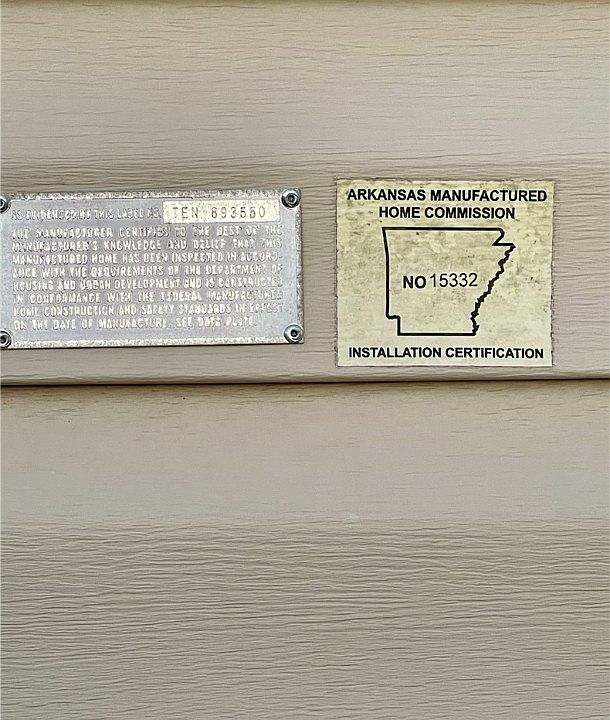 AS EVIDENCED BY THIS LABEL NO. TEN 693550
THE MANUFACTURER CERTIFIES TO THE BEST OF THE
MANUFACTURER'S KNOWLEDGE AND BELIEF THAT THIS
MANUFACTURED HOME HAS BEEN INSPECTED IN ACCORD-
ANCE WITH THE REQUIREMENTS OF THE DEPARTMENT OF
HOUSING AND URBAN DEVELOPMENT AND IS CONSTRUCTED
IN CONFORMANCE WITH THE FEDERAL MANUFACTURED
HOME CONSTRUCTION AND SAFETY STANDARDS IN EFFECT
ON THE DATE OF MANUFACTURE. SEE DATA PLATE.
ARKANSAS MANUFACTURED
HOME COMMISSION
NO 15332
INSTALLATION CERTIFICATION